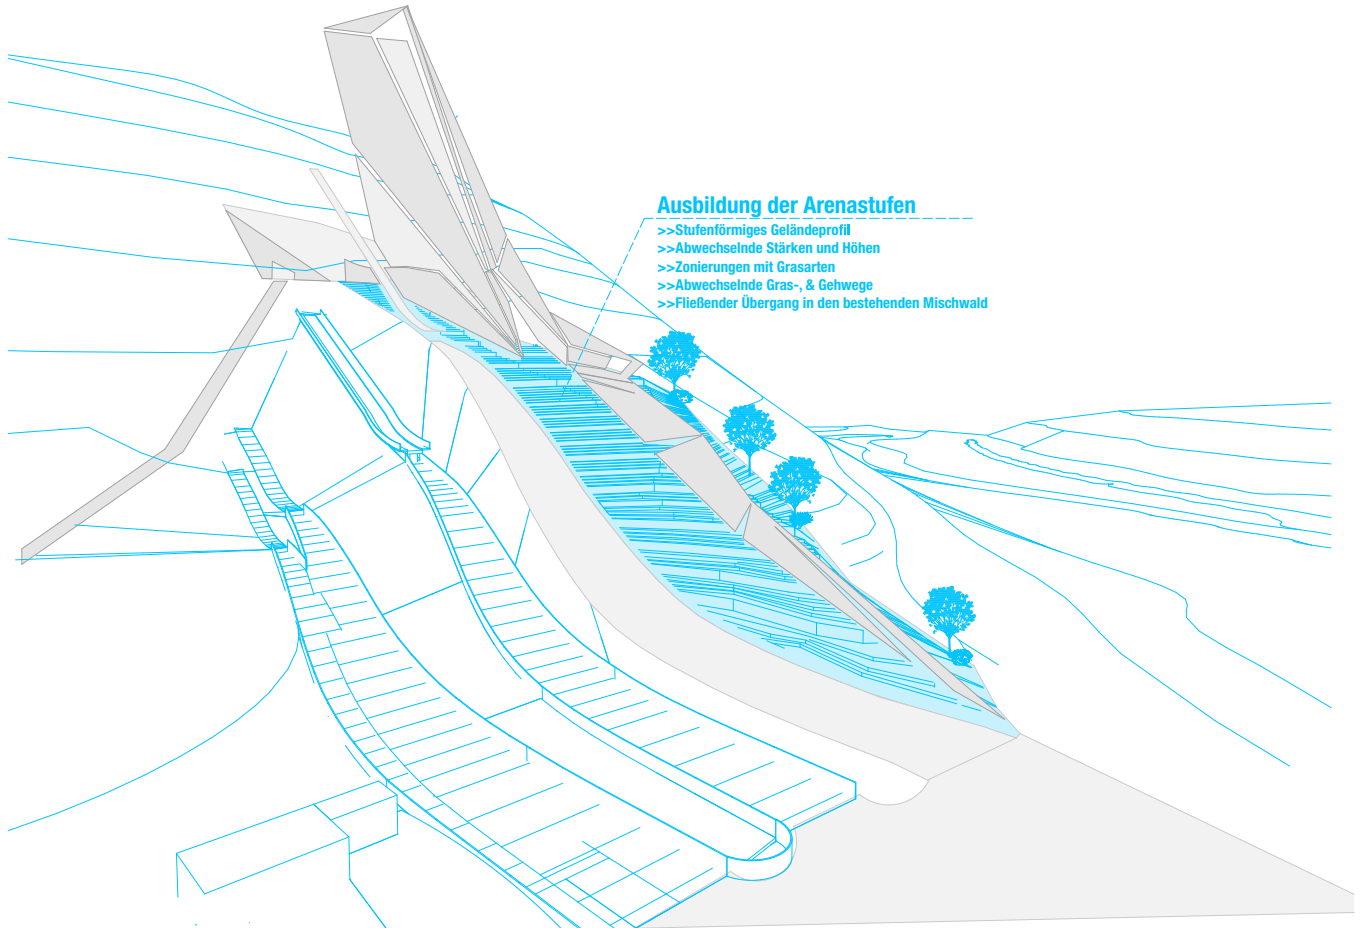 Ausbildung der Arenastufen
>>Stufenförmiges Geländeprofil
>>Abwechselnde Stärken und Höhen
>>Zonierungen mit Grasarten
>>Abwechselnde Gras-, & Gehwege
>>Fließender Übergang in den bestehenden Mischwald